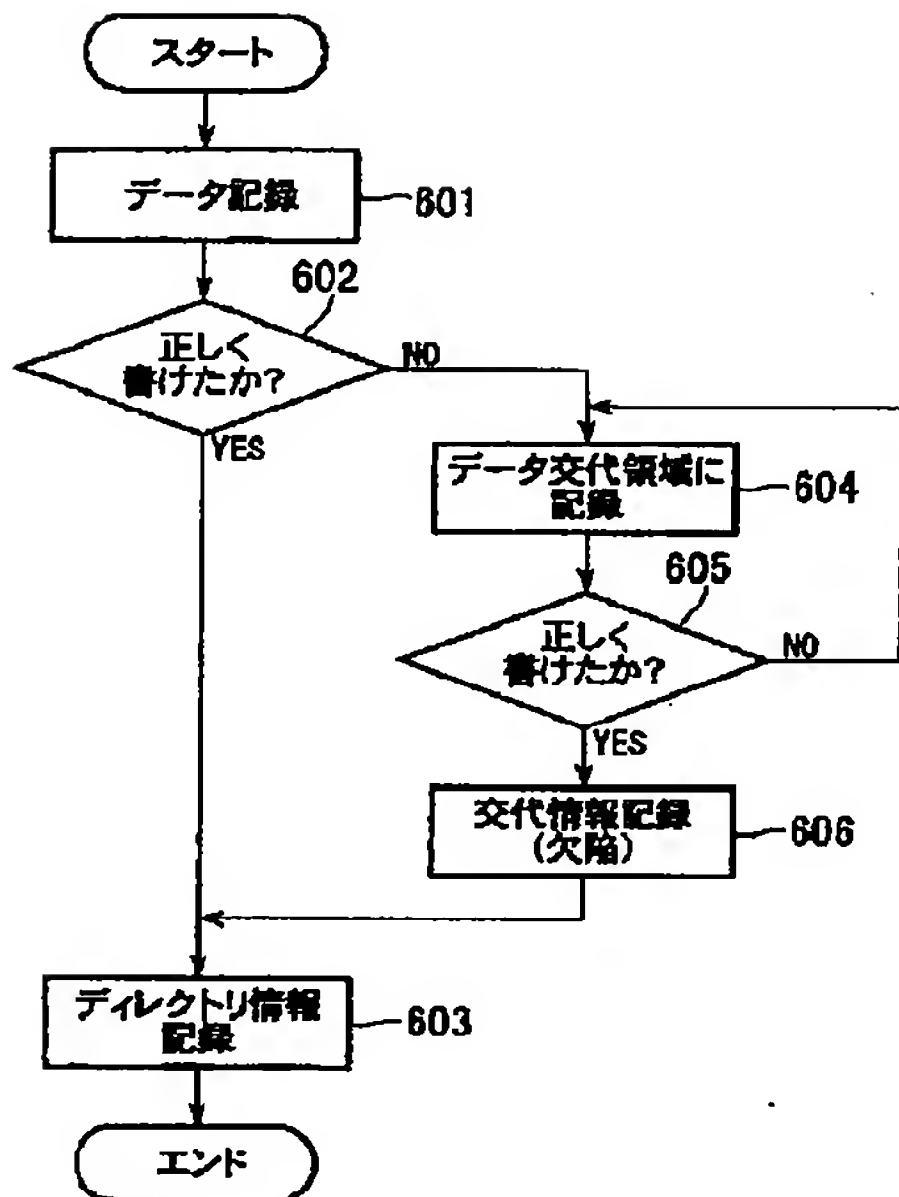 スタート
データ記録
601
602
正しく
書けたか?
NO
YES
データ交代領域に
記録
604
605
正しく
書けたか?
NO
YES
交代情報記録
(欠陥)
606
ディレクトリ情報
記録
603
エンド